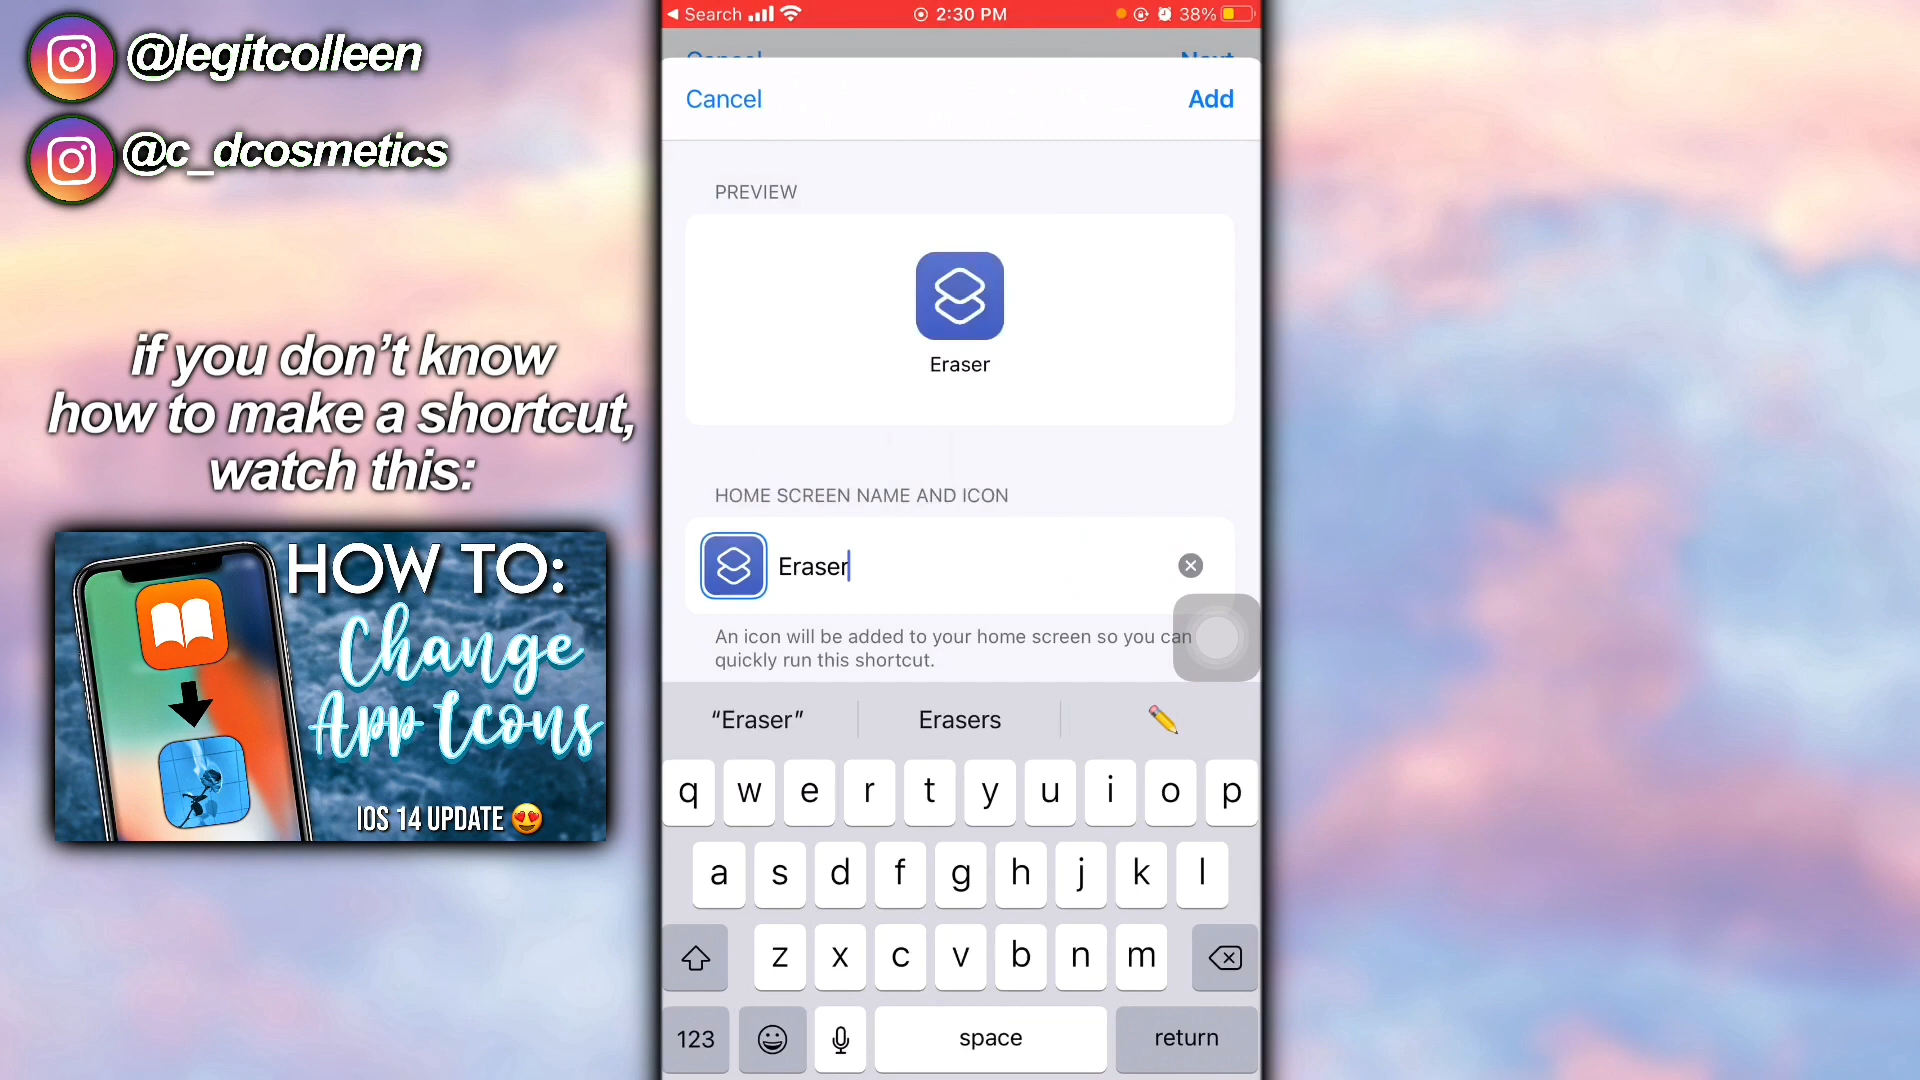 @legitcolleen
@c_dcosmetics
if you don't know
how to make a shortcut,
watch this:
HOW TO:
Change
App Icons
IOS 14 UPDATE 😍
Search 2:30 PM 38%
Cancel Next
Cancel Add
PREVIEW
Eraser
HOME SCREEN NAME AND ICON
Eraser
An icon will be added to your home screen so you can
quickly run this shortcut.
“Eraser” Erasers ✏️
q w e r t y u i o p
a s d f g h j k l
z x c v b n m
123 space return